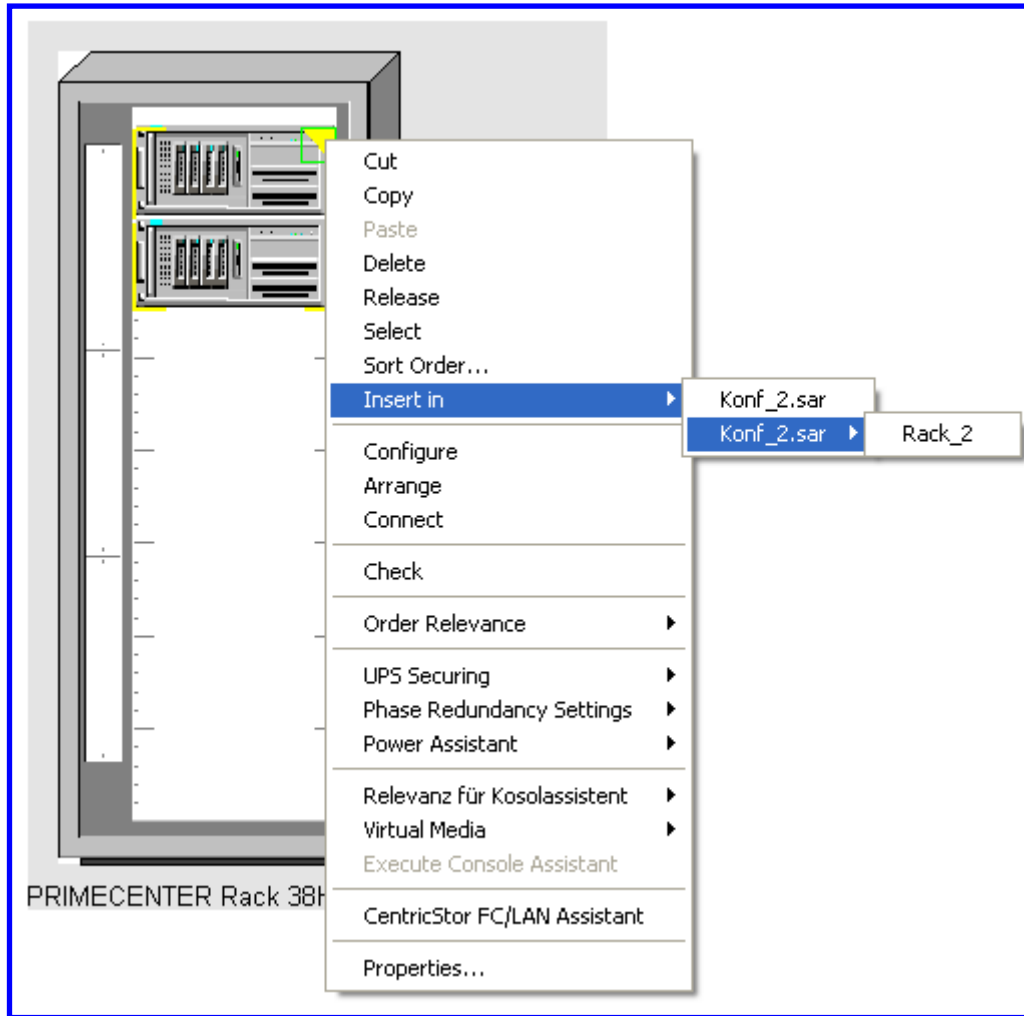 Cut
Copy
Paste
Delete
Release
Select
Sort Order...
Insert in
Konf_2.sar
Konf_2.sar
Rack_2
Configure
Arrange
Connect
Check
Order Relevance
UPS Securing
Phase Redundancy Settings
Power Assistant
Relevanz für Kosolassistent
Virtual Media
Execute Console Assistant
CentricStor FC/LAN Assistant
Properties...
PRIMECENTER Rack 38H